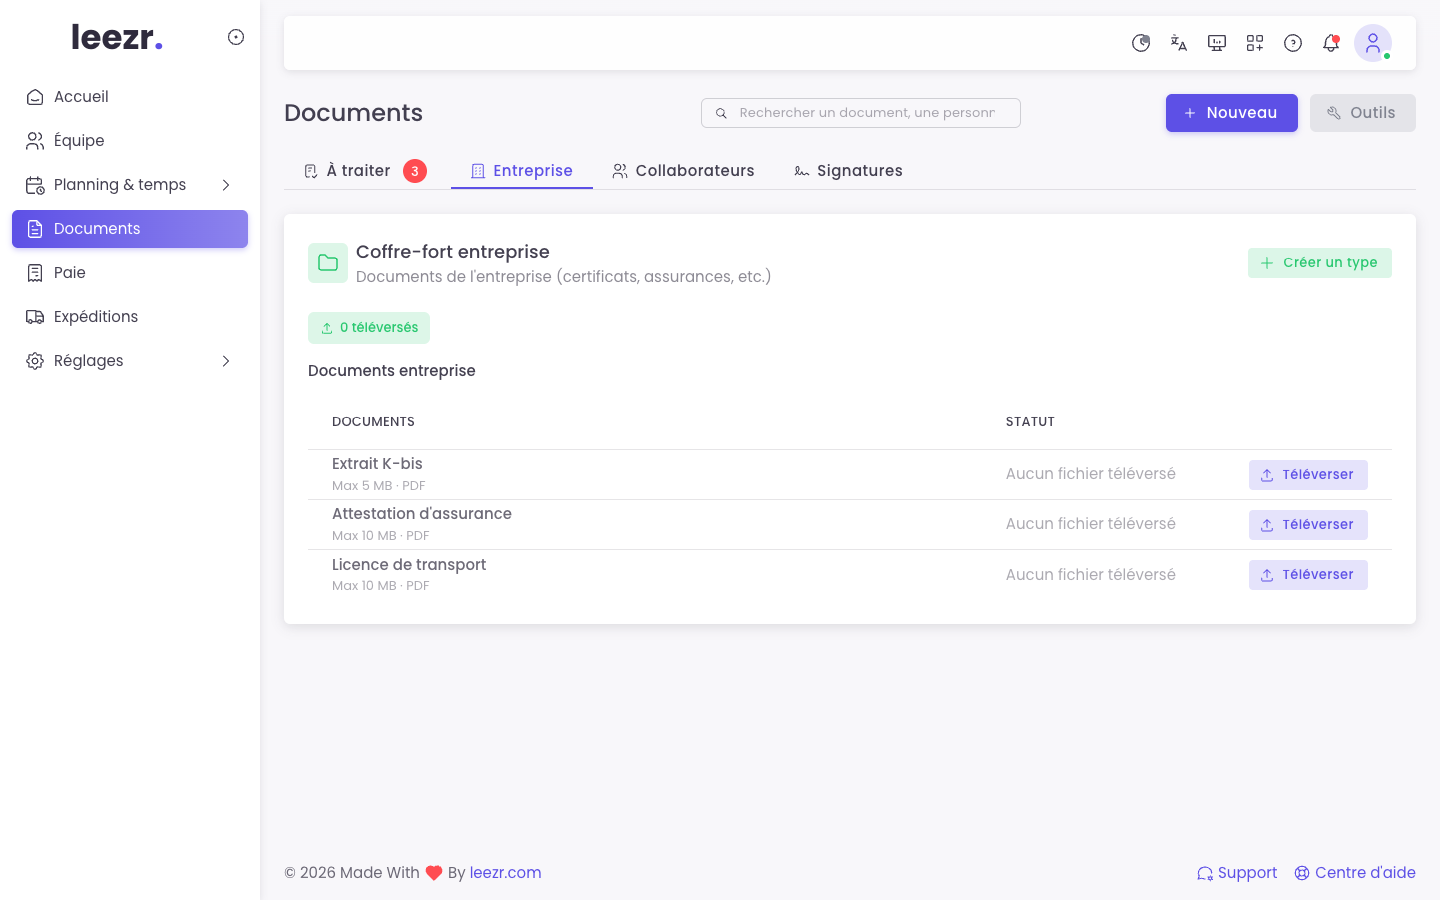 leezr.
Accueil
Équipe
Planning & temps
Documents
Paie
Expéditions
Réglages
Documents
Rechercher un document, une personr
Nouveau
Outils
À traiter 3
Entreprise
Collaborateurs
Signatures
Coffre-fort entreprise
Documents de l'entreprise (certificats, assurances, etc.)
Créer un type
0 téléversés
Documents entreprise
DOCUMENTS STATUT
Extrait K-bis
Max 5 MB · PDF
Aucun fichier téléversé
Téléverser
Attestation d'assurance
Max 10 MB · PDF
Aucun fichier téléversé
Téléverser
Licence de transport
Max 10 MB · PDF
Aucun fichier téléversé
Téléverser
© 2026 Made With By leezr.com
Support
Centre d'aide